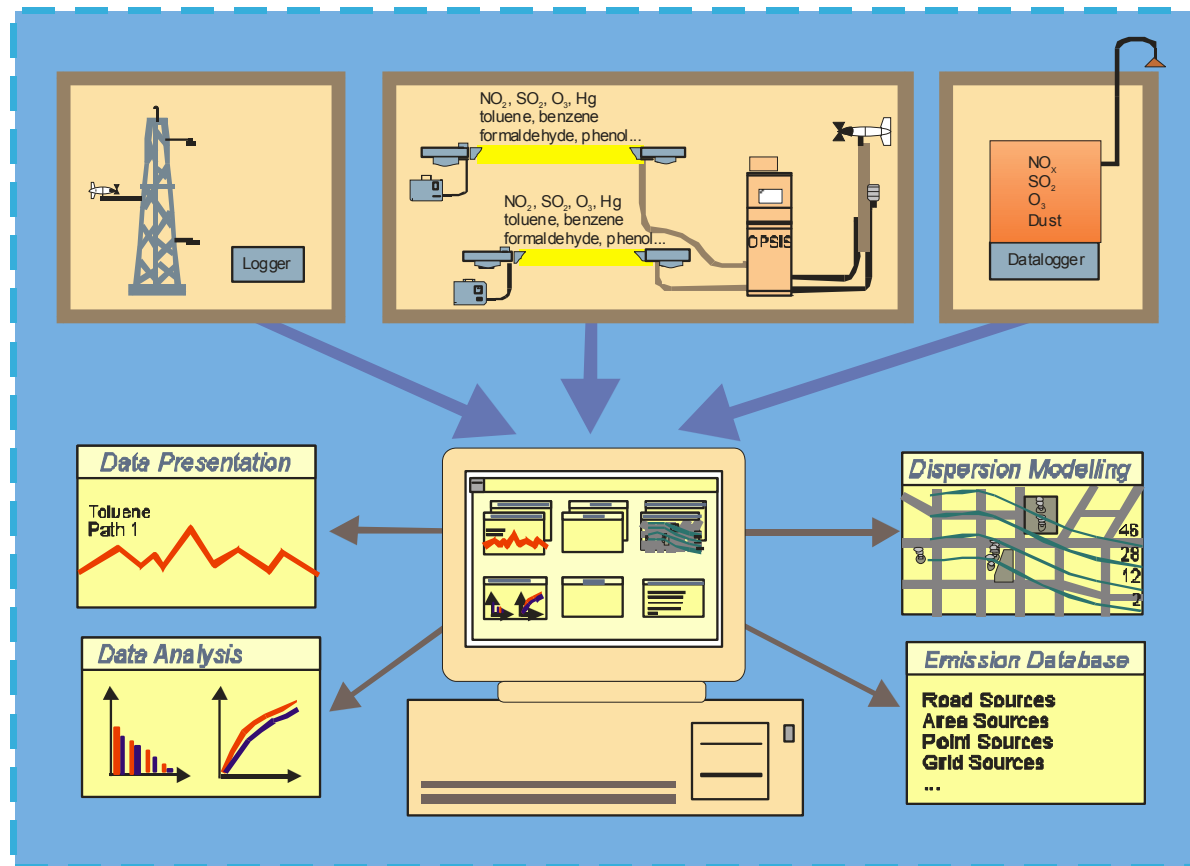 NO₂, SO₂, O₃, Hg
toluene, benzene
formaldehyde, phenol...
NO₂, SO₂, O₃, Hg
toluene, benzene
formaldehyde, phenol...
OPSIS
Logger
NOₓ
SO₂
O₃
Dust
Datalogger
Data Presentation
Toluene
Path 1
Dispersion Modelling
46
28
12
2
Data Analysis
Emission Database
Road Sources
Area Sources
Point Sources
Grid Sources
...